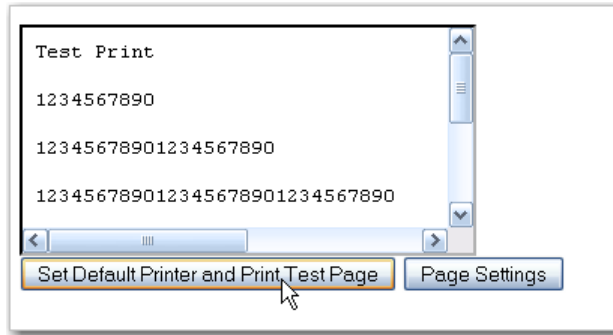 Test Print
1234567890
12345678901234567890
123456789012345678901234567890
Set Default Printer and Print Test Page
Page Settings